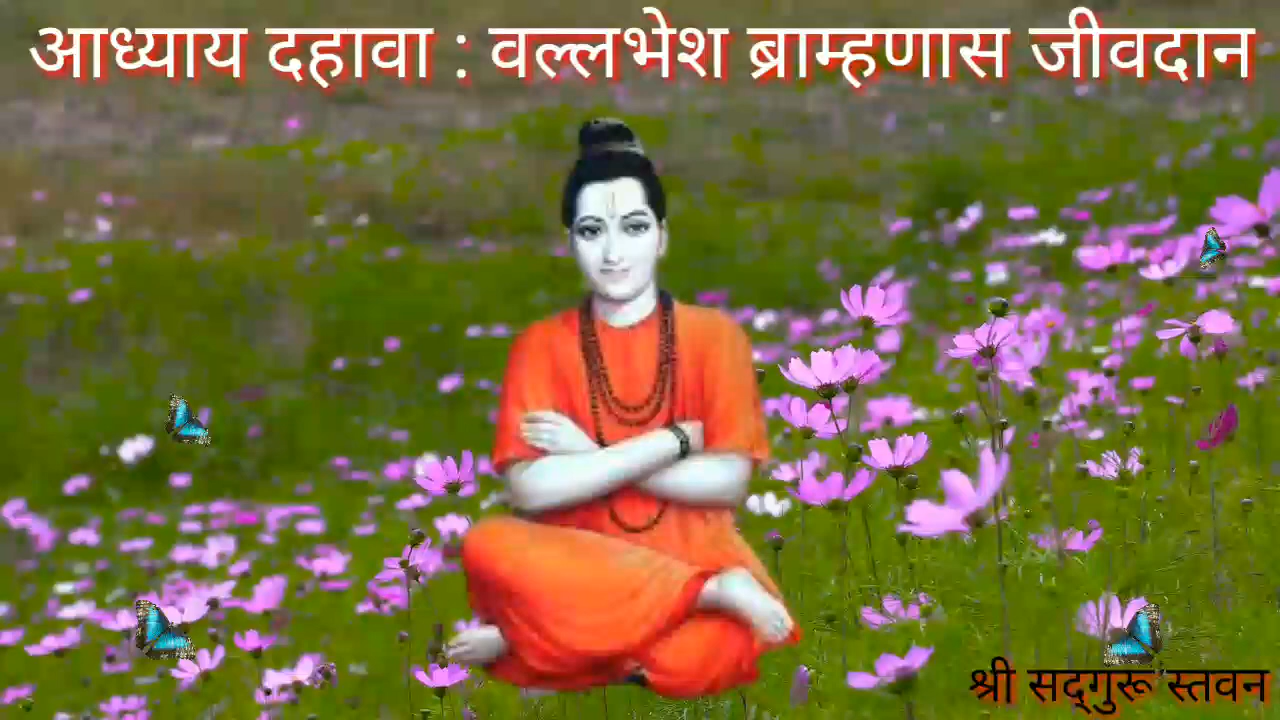 आध्याय दहावा : वल्लभेश ब्राम्हणास जीवदान
श्री सद्गुरू स्तवन